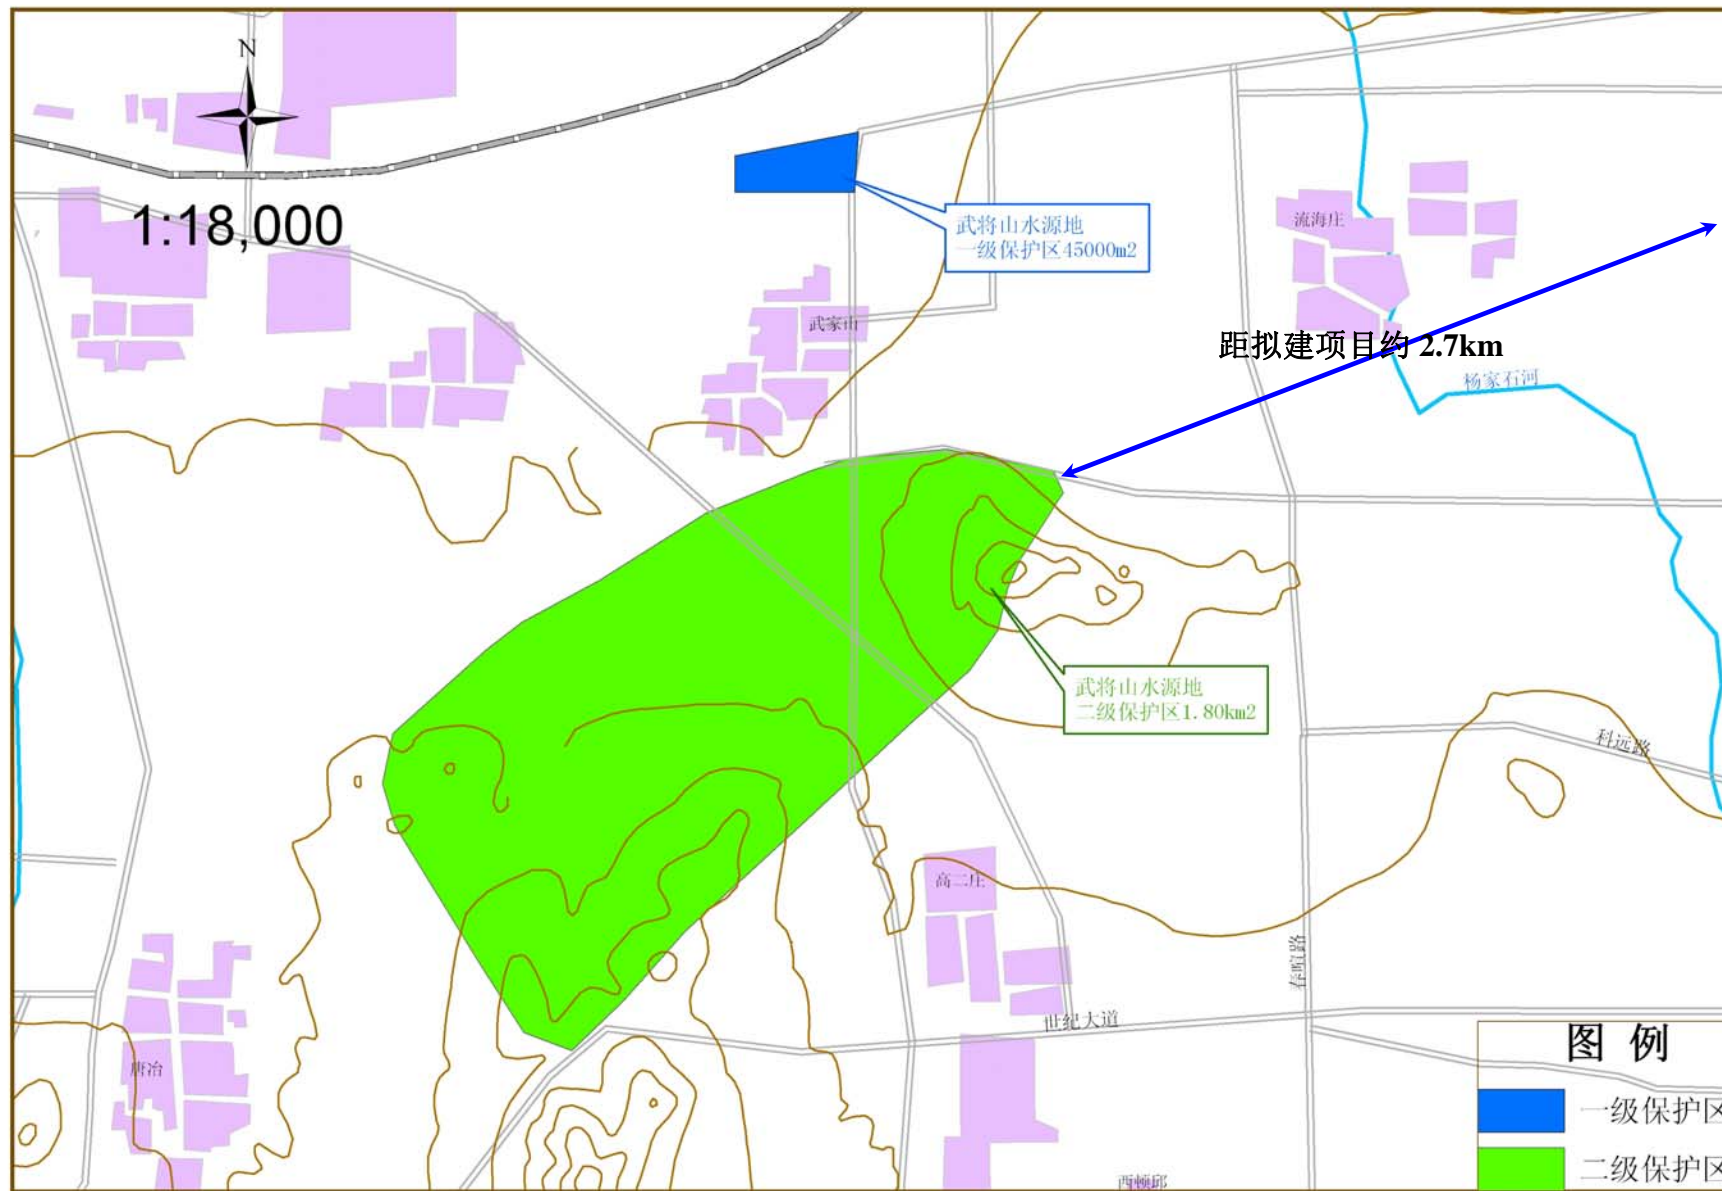 N
1:18,000
武将山水源地
一级保护区45000m2
流海庄
武家山
距拟建项目约 2.7km
杨家石河
武将山水源地
二级保护区1.80km2
科远路
高二庄
春暄路
世纪大道
唐冶
西顿邱
图 例
一级保护区
二级保护区